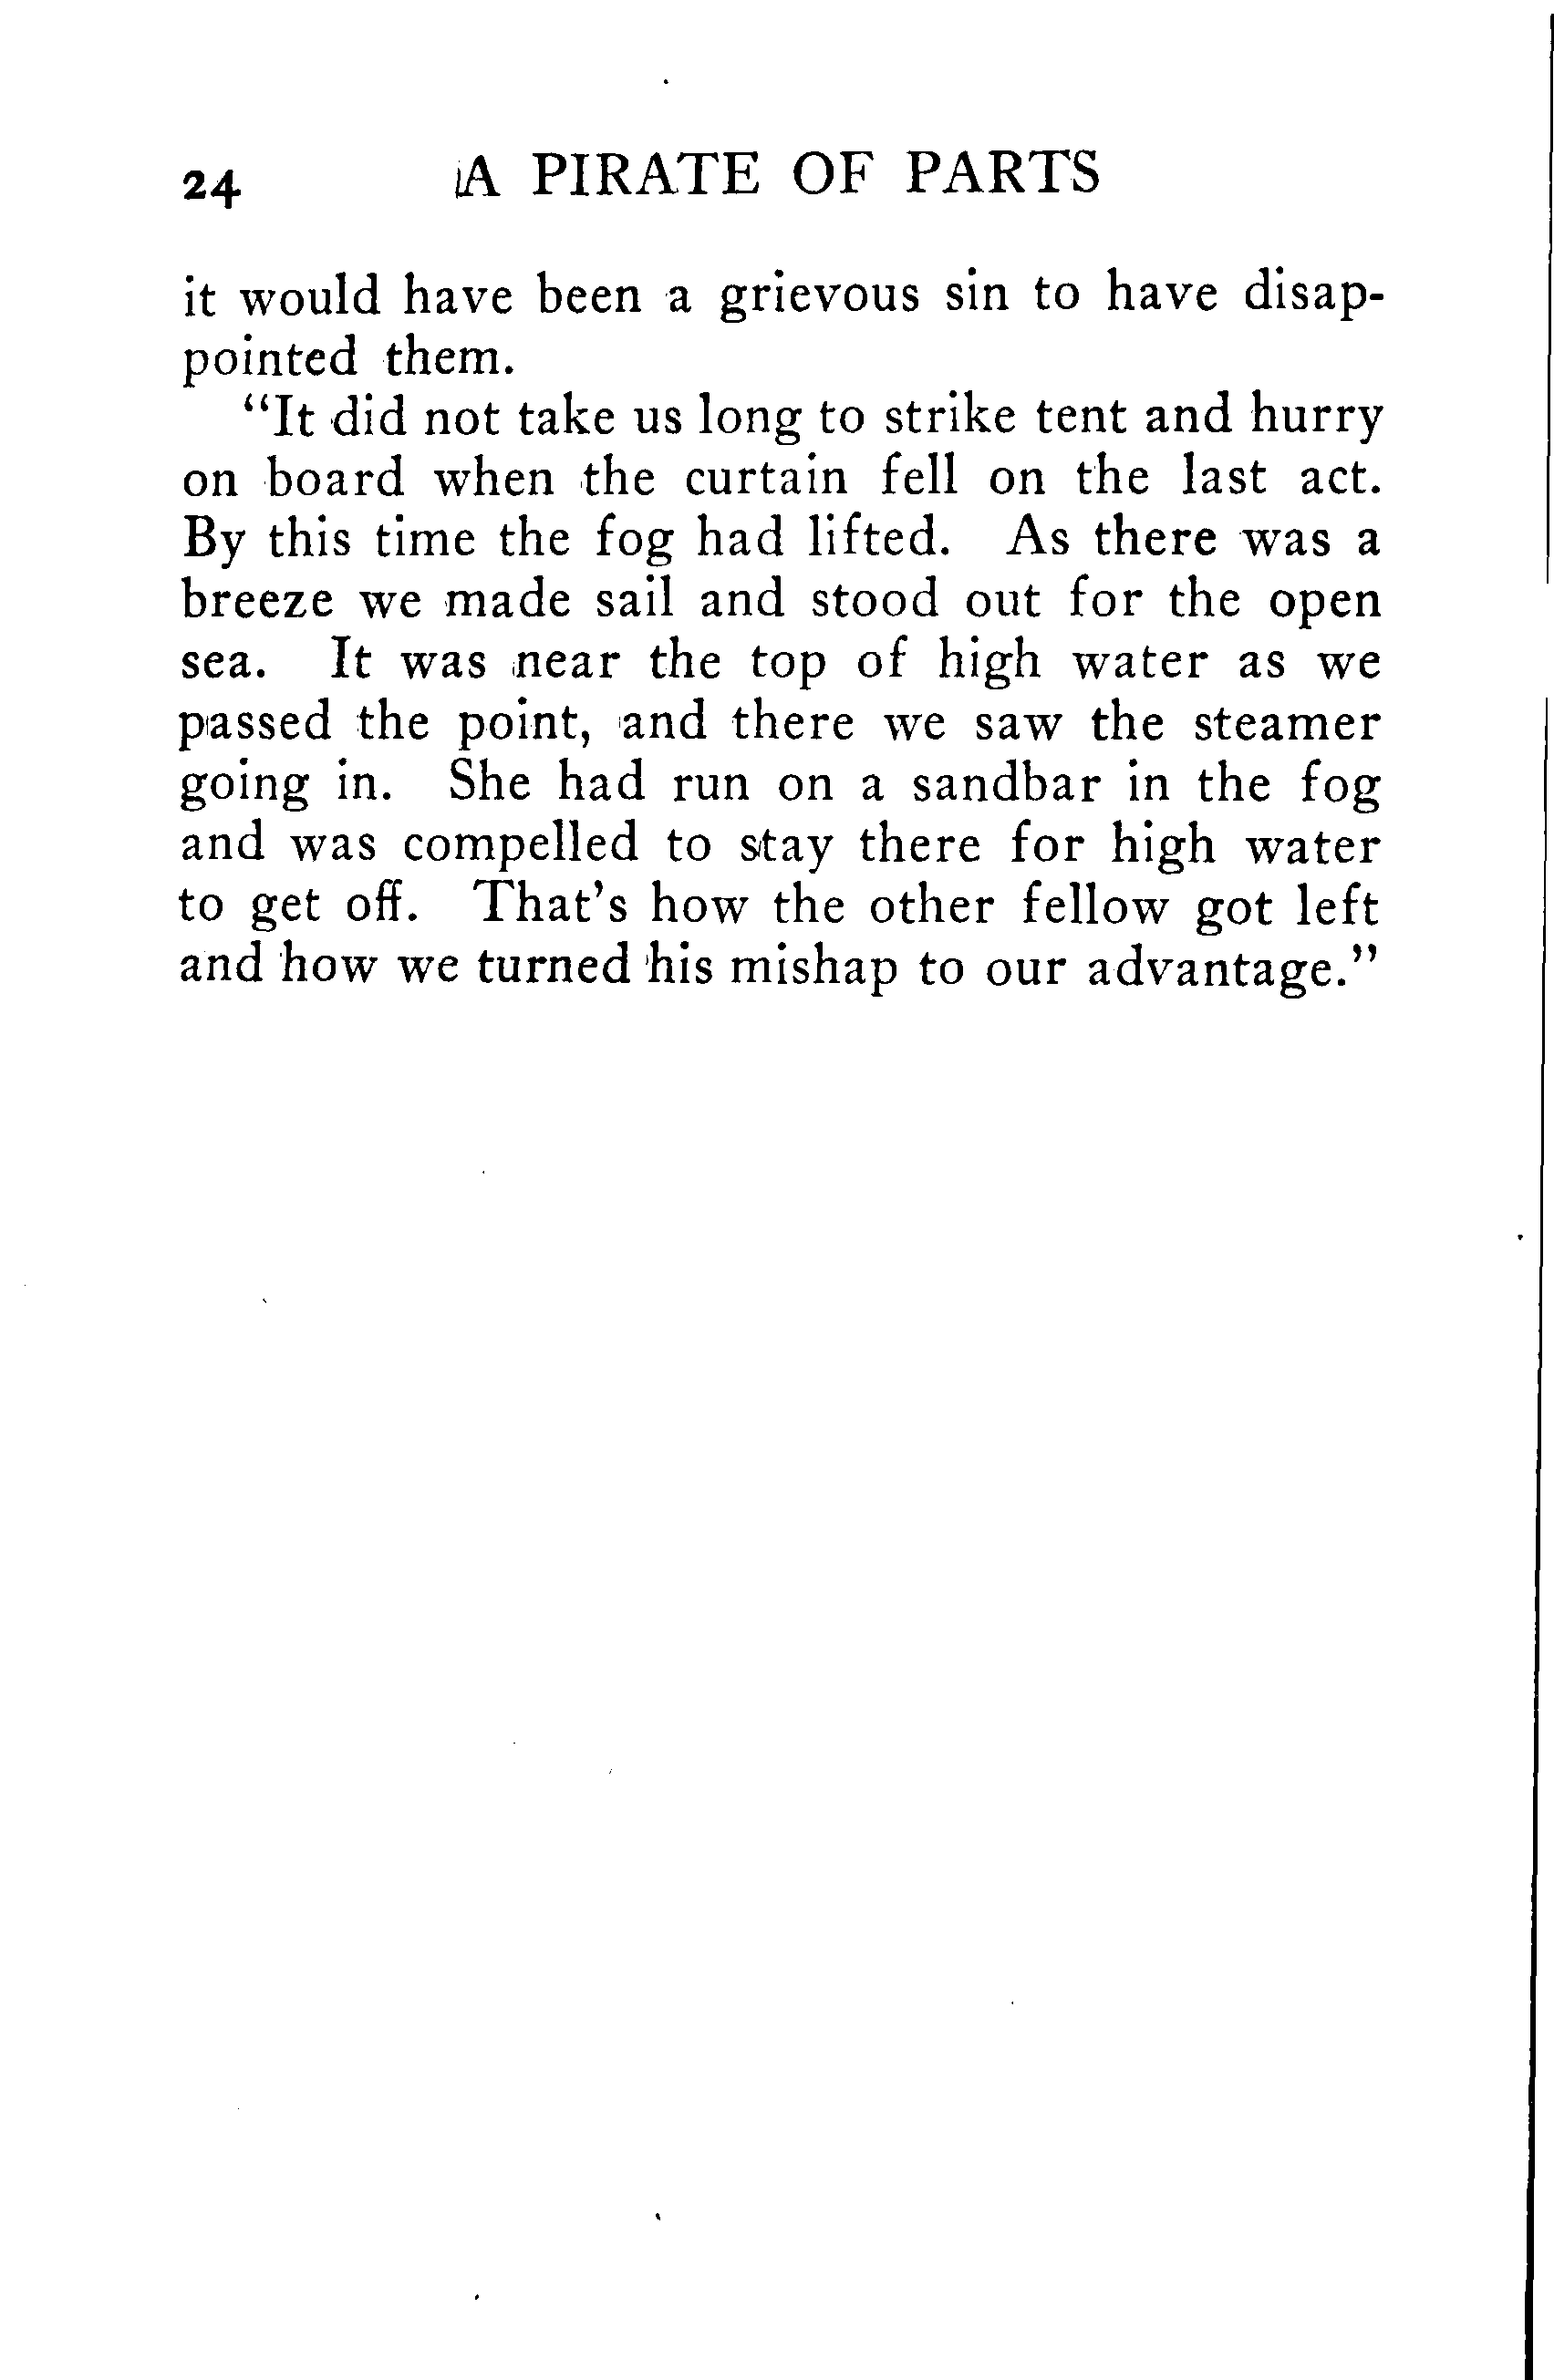 24 A PIRATE OF PARTS
it would have been a grievous sin to have disap-
pointed them.
"It did not take us long to strike tent and hurry
on board when the curtain fell on the last act.
By this time the fog had lifted. As there was a
breeze we made sail and stood out for the open
sea. It was near the top of high water as we
passed the point, and there we saw the steamer
going in. She had run on a sandbar in the fog
and was compelled to stay there for high water
to get off. That's how the other fellow got left
and how we turned his mishap to our advantage."